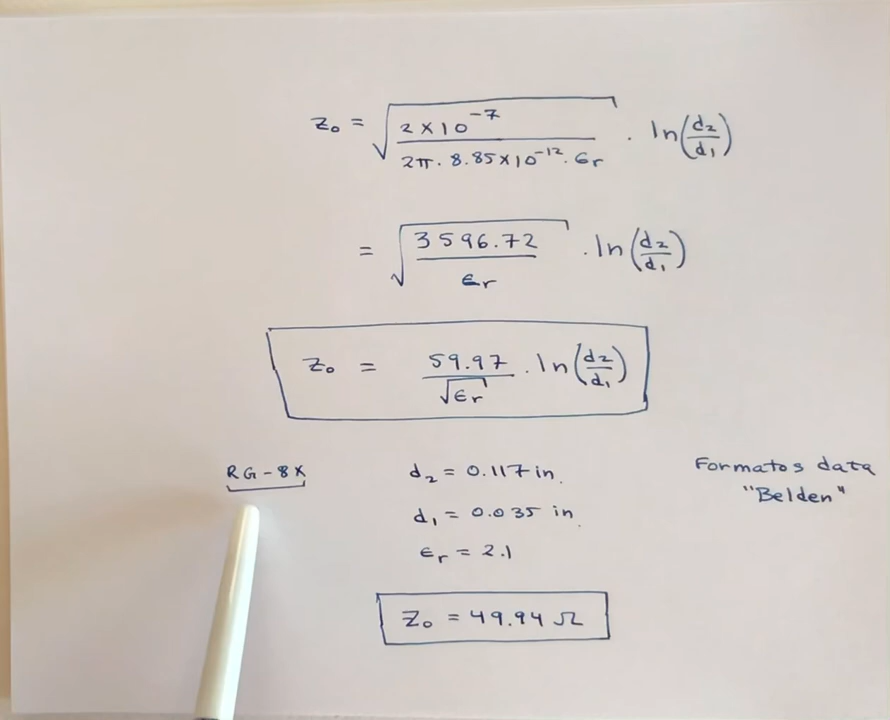 Z₀ = √(2×10⁻⁷ / 2π · 8.85×10⁻¹² · εr) · ln(d₂/d₁)
= √(3596.72 / εr) · ln(d₂/d₁)
Z₀ = 59.97 / √εr · ln(d₂/d₁)
RG-8X
d₂ = 0.117 in.
d₁ = 0.035 in.
εr = 2.1
Z₀ = 49.94 Ω
Formatos data
"Belden"